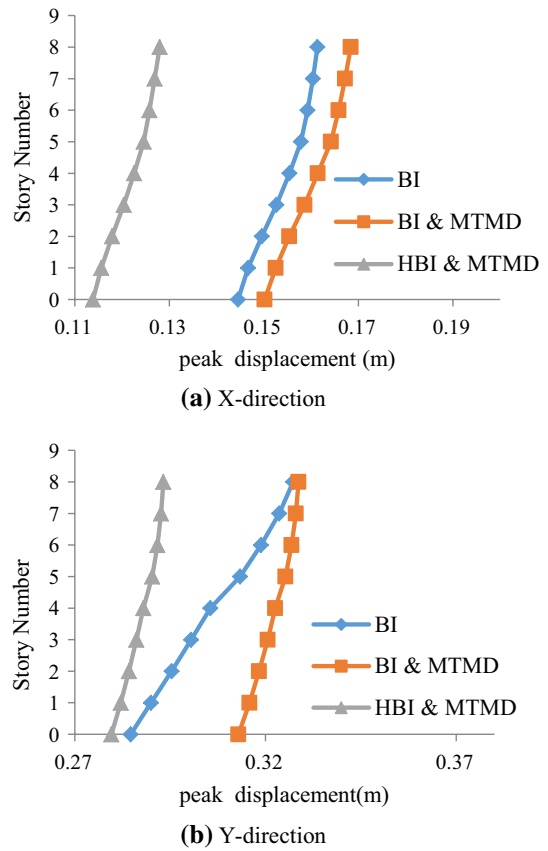 9
8
7
6
5
4
3
2
1
0
Story Number
BI
BI & MTMD
HBI & MTMD
0.11 0.13 0.15 0.17 0.19
peak displacement (m)
(a) X-direction
9
8
7
6
5
4
3
2
1
0
Story Number
BI
BI & MTMD
HBI & MTMD
0.27 0.32 0.37
peak displacement(m)
(b) Y-direction